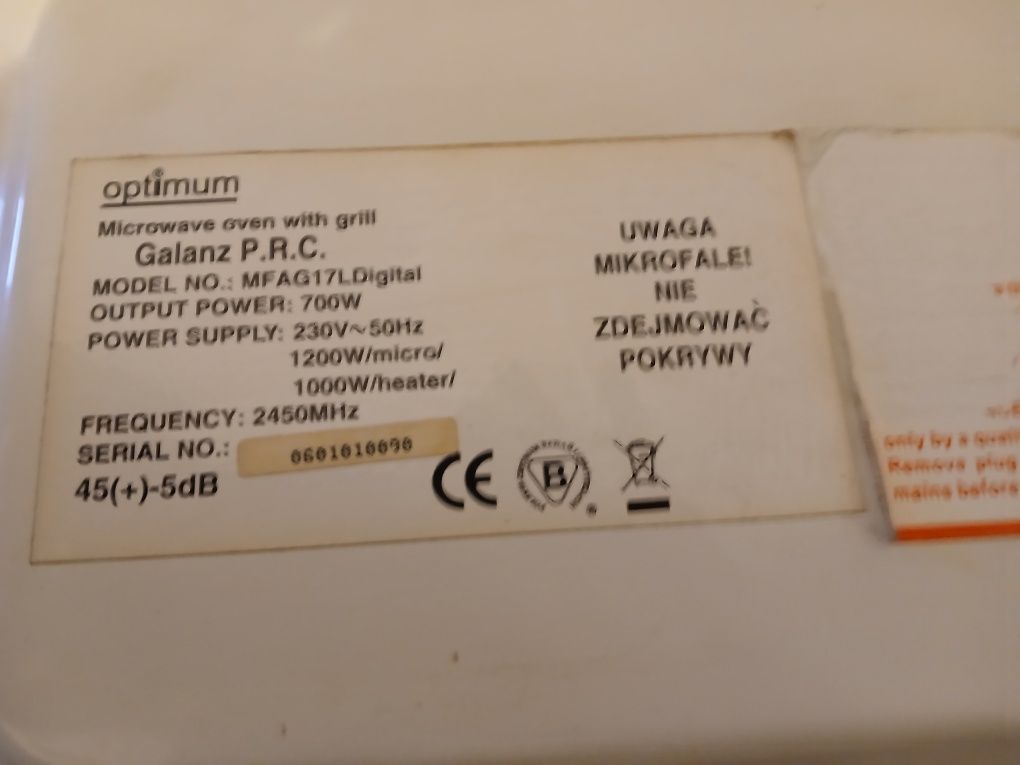 optimum
Microwave oven with grill
Galanz P.R.C.
MODEL NO.: MFAG17LDigital
OUTPUT POWER: 700W
POWER SUPPLY: 230V~50Hz
1200W/micro/
1000W/heater/
FREQUENCY: 2450MHz
SERIAL NO.: 0601010090
45(+)-5dB
UWAGA
MIKROFALE!
NIE
ZDEJMOWAĆ
POKRYWY
CE
B
only by a
Remove plug
mains before